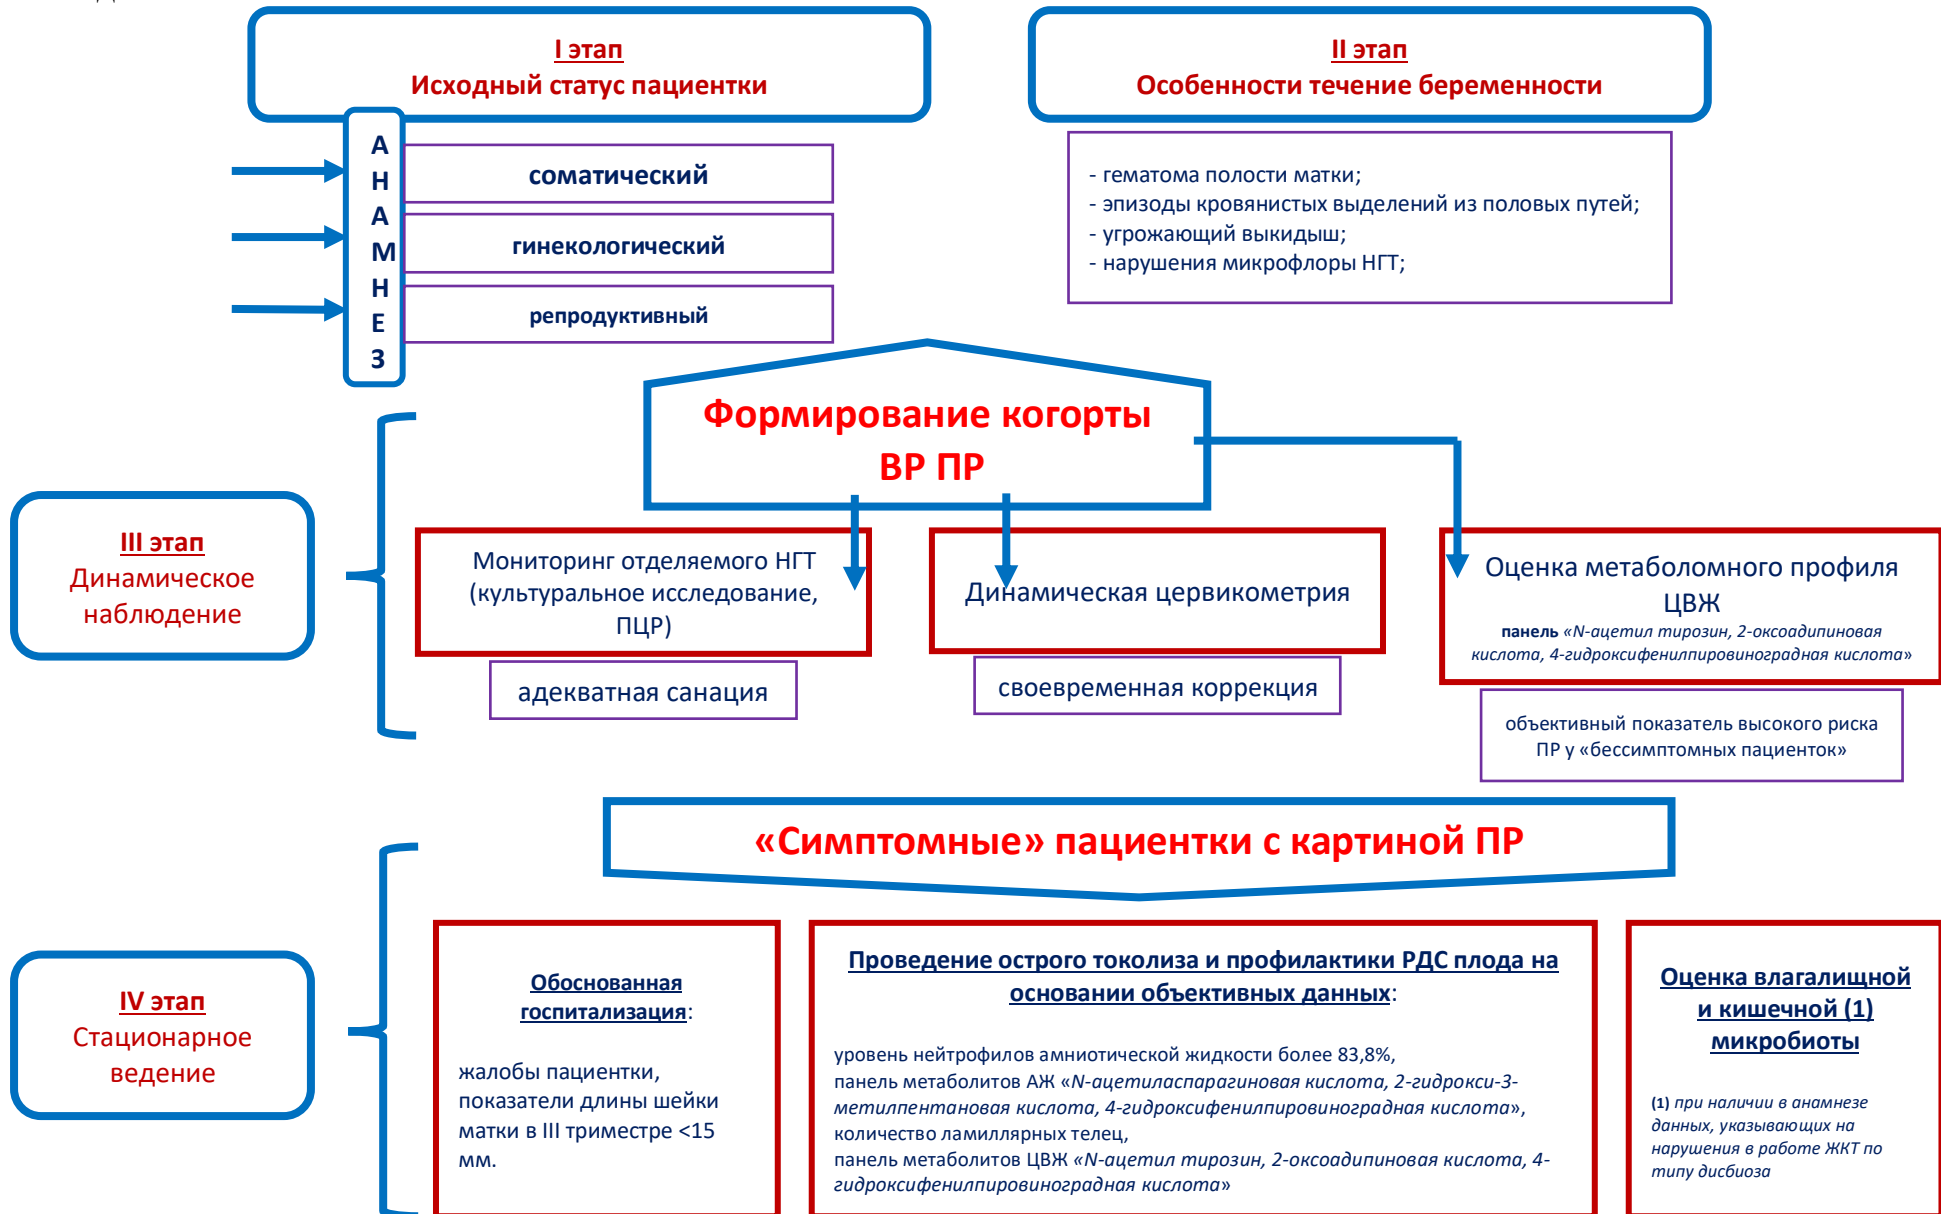 I этап
Исходный статус пациентки
II этап
Особенности течение беременности
А
Н
А
М
Н
Е
З
соматический
гинекологический
репродуктивный
- гематома полости матки;
- эпизоды кровянистых выделений из половых путей;
- угрожающий выкидыш;
- нарушения микрофлоры НГТ;
Формирование когорты
ВР ПР
III этап
Динамическое
наблюдение
Мониторинг отделяемого НГТ
(культуральное исследование,
ПЦР)
адекватная санация
Динамическая цервикометрия
своевременная коррекция
Оценка метаболомного профиля
ЦВЖ
панель «N-ацетил тирозин, 2-оксоадипиновая
кислота, 4-гидроксифенилпировиноградная кислота»
объективный показатель высокого риска
ПР у «бессимптомных пациенток»
«Симптомные» пациентки с картиной ПР
IV этап
Стационарное
ведение
Обоснованная
госпитализация:
жалобы пациентки,
показатели длины шейки
матки в III триместре <15
мм.
Проведение острого токолиза и профилактики РДС плода на
основании объективных данных:
уровень нейтрофилов амниотической жидкости более 83,8%,
панель метаболитов АЖ «N-ацетиласпарагиновая кислота, 2-гидрокси-3-
метилпентановая кислота, 4-гидроксифенилпировиноградная кислота»,
количество ламиллярных телец,
панель метаболитов ЦВЖ «N-ацетил тирозин, 2-оксоадипиновая кислота, 4-
гидроксифенилпировиноградная кислота»
Оценка влагалищной
и кишечной (1)
микробиоты
(1) при наличии в анамнезе
данных, указывающих на
нарушения в работе ЖКТ по
типу дисбиоза